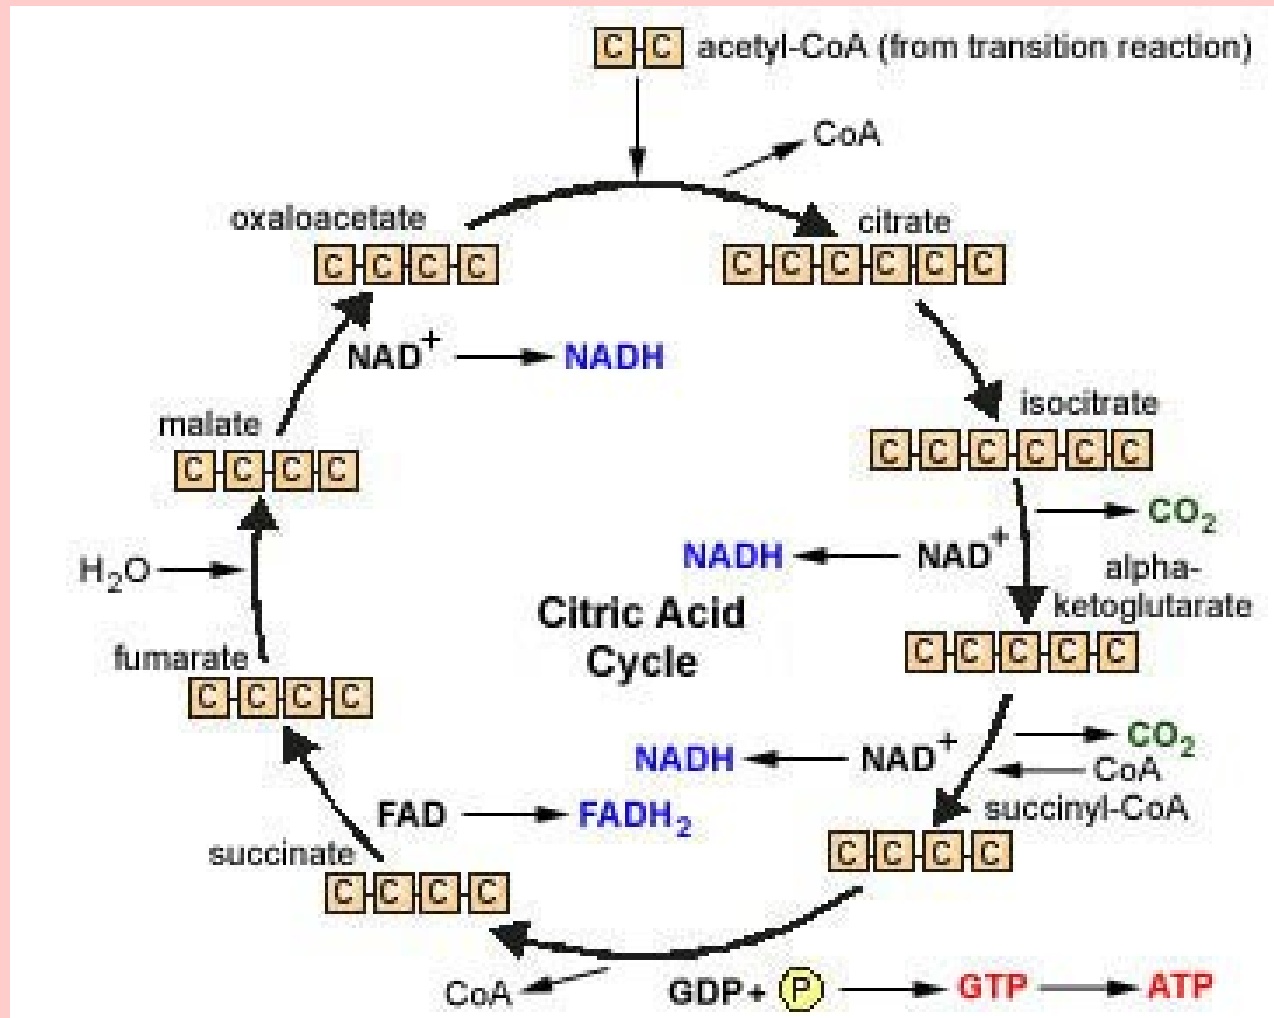 C-C acetyl-CoA (from transition reaction)
CoA
oxaloacetate
C-C-C-C
citrate
C-C-C-C-C-C
NAD+ NADH
isocitrate
C-C-C-C-C-C
malate
C-C-C-C
CO2
NADH NAD+
H2O
alpha-
ketoglutarate
C-C-C-C-C
Citric Acid
Cycle
fumarate
C-C-C-C
CO2
NADH NAD+
CoA
succinyl-CoA
C-C-C-C
FAD FADH2
succinate
C-C-C-C
CoA
GDP+ P GTP ATP